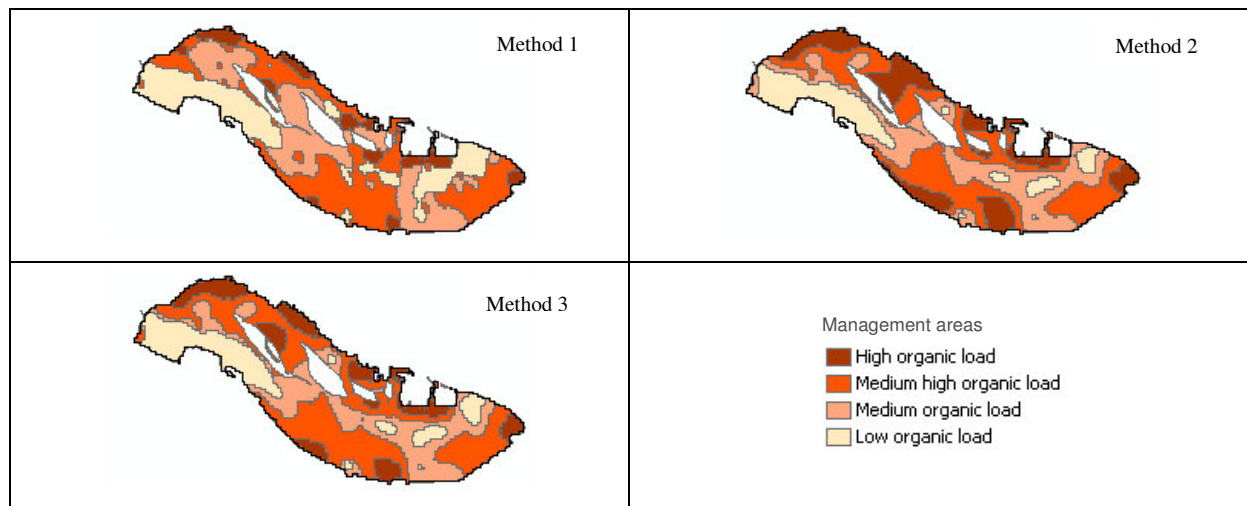 Method 1
Method 2
Method 3
Management areas
High organic load
Medium high organic load
Medium organic load
Low organic load